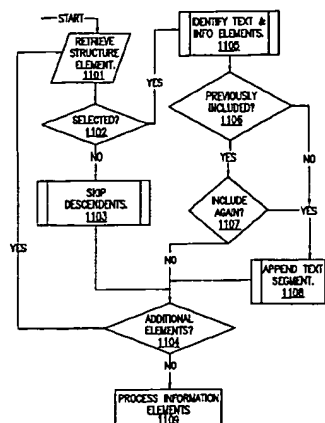 START
RETRIEVE
STRUCTURE
ELEMENT.
1101
SELECTED?
1102
YES
NO
SKIP
DESCENDENTS.
1103
YES
IDENTIFY TEXT &
INFO ELEMENTS.
1105
PREVIOUSLY
INCLUDED?
1106
YES
NO
INCLUDE
AGAIN?
1107
YES
NO
APPEND TEXT
SEGMENT.
1108
ADDITIONAL
ELEMENTS?
1104
NO
PROCESS INFORMATION
ELEMENTS
1109